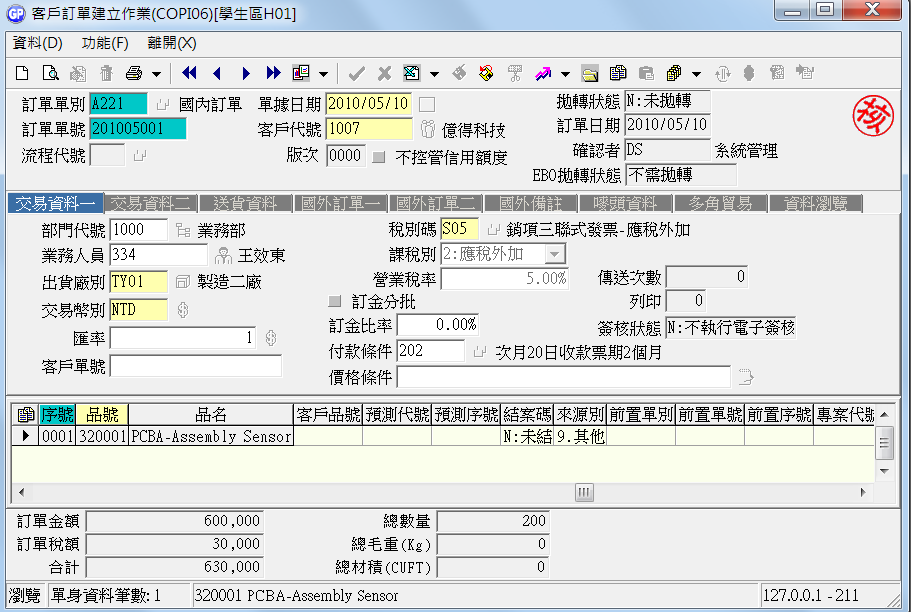 GP 客戶訂單建立作業(COPI06)[學生區H01]
資料(D) 功能(F) 離開(X)
訂單單別 A221 國內訂單 單據日期 2010/05/10 拋轉狀態 N:未拋轉
訂單單號 201005001 客戶代號 1007 億得科技 訂單日期 2010/05/10
流程代號 版次 0000 不控管信用額度 確認者 DS 系統管理
EBO拋轉狀態 不需拋轉
核
交易資料一 交易資料二 送貨資料 國外訂單一 國外訂單二 國外備註 嘜頭資料 多角貿易 資料瀏覽
部門代號 1000 業務部 稅別碼 S05 銷項三聯式發票-應稅外加
業務人員 334 王效東 課稅別 2:應稅外加
出貨廠別 TY01 製造二廠 營業稅率 5.00% 傳送次數 0
交易幣別 NTD 訂金分批 列印 0
匯率 1 訂金比率 0.00% 簽核狀態 N:不執行電子簽核
客戶單號 付款條件 202 次月20日收款票期2個月
價格條件
序號 品號 品名 客戶品號 預測代號 預測序號 結案碼 來源別 前置單別 前置單號 前置序號 專案代號
0001 320001 PCBA-Assembly Sensor N:未結 9.其他
訂單金額 600,000 總數量 200
訂單稅額 30,000 總毛重(Kg) 0
合計 630,000 總材積(CUFT) 0
瀏覽 單身資料筆數: 1 320001 PCBA-Assembly Sensor 127.0.0.1 - 211